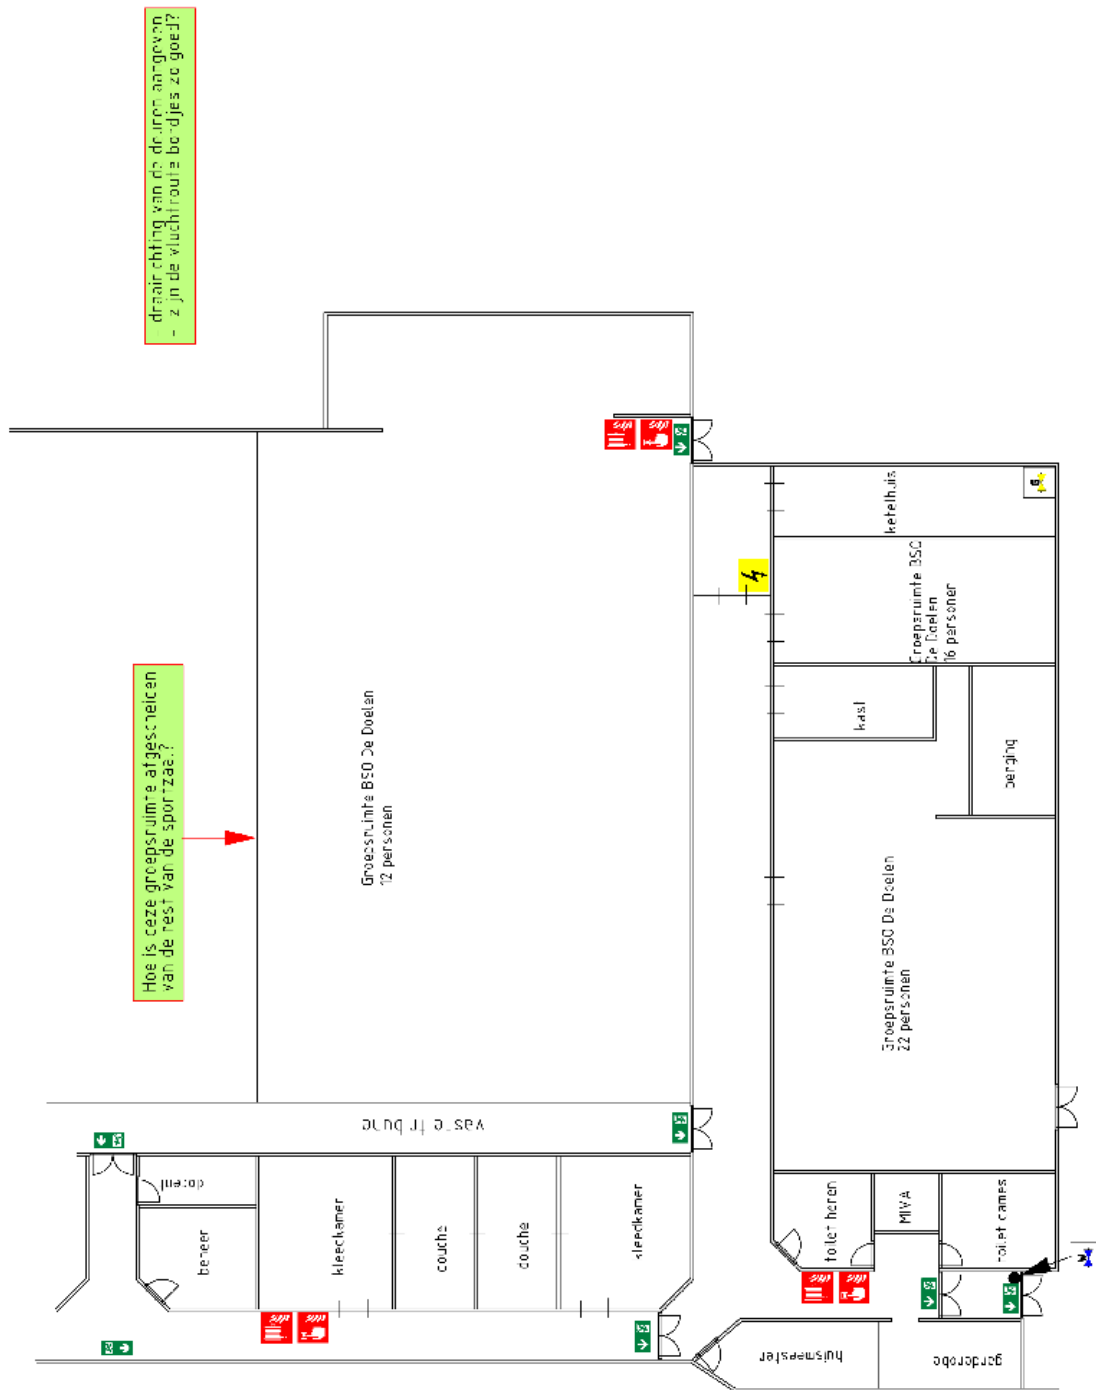 - draairichting van de deuren aangeven
- zijn de vluchtroute bordjes zo goed?
Hoe is deze groepsruimte afgescheiden
van de rest van de sportzaal?
Groepsruimte BSO De Doelen
12 personen
ketelhuis
Groepsruimte BSO
De Doelen
16 personen
kast
berging
Groepsruimte BSO De Doelen
22 personen
vaste tribune
docent
beheer
kleedkamer
douche
douche
kleedkamer
toilet heren
MIVA
toilet dames
huismeester
garderobe
G